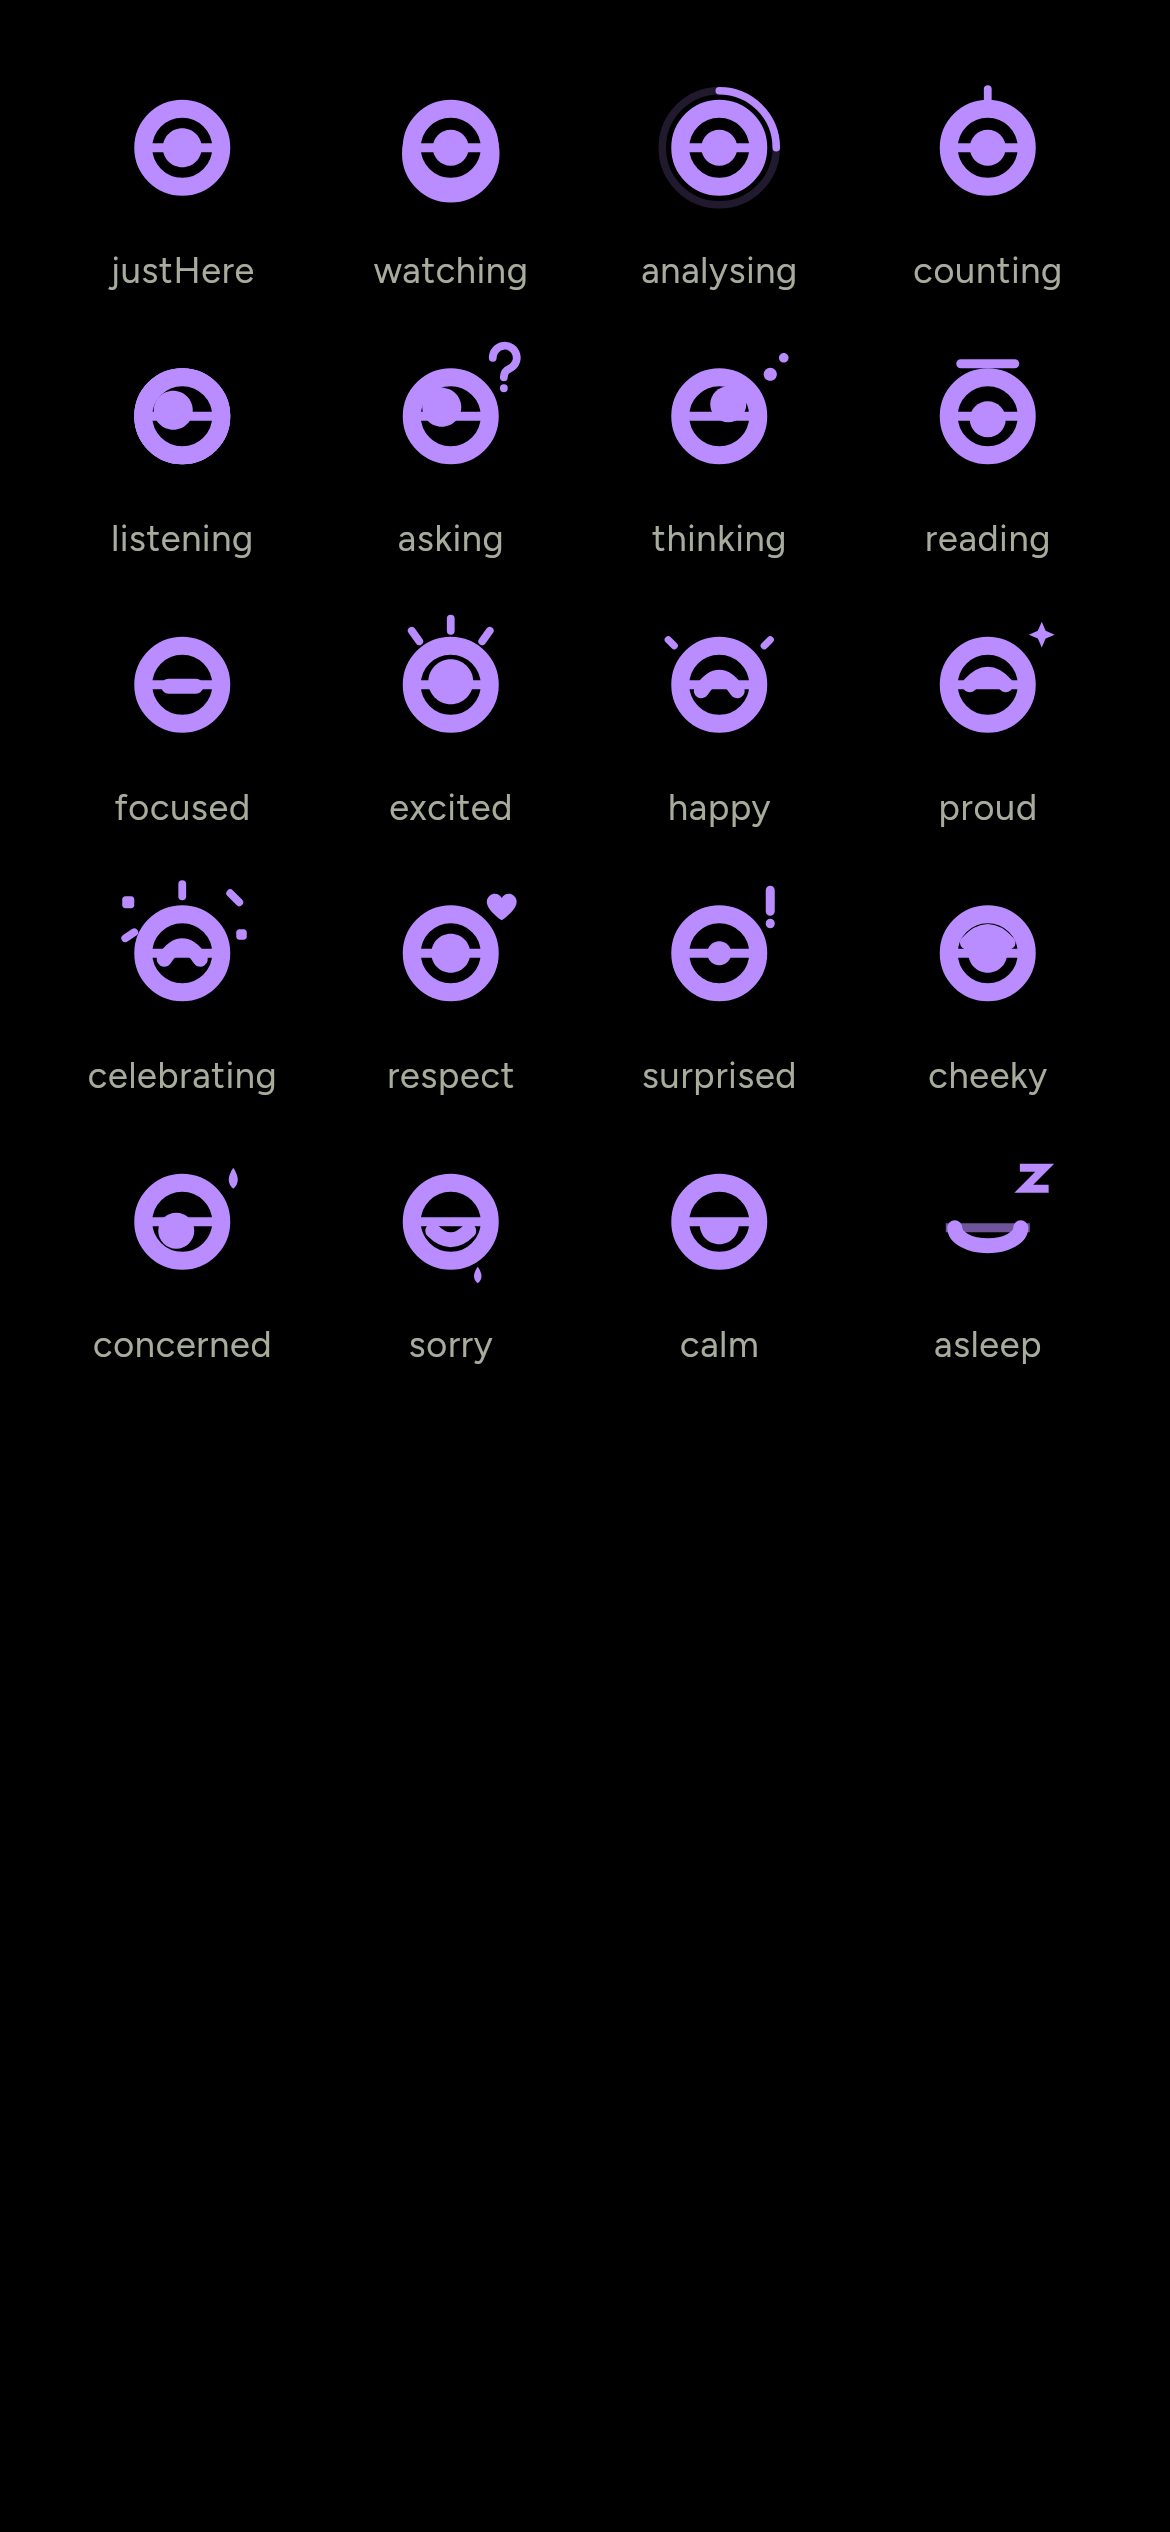 justHere watching analysing counting
?
listening asking thinking reading
focused excited happy proud
!
celebrating respect surprised cheeky
Z
concerned sorry calm asleep